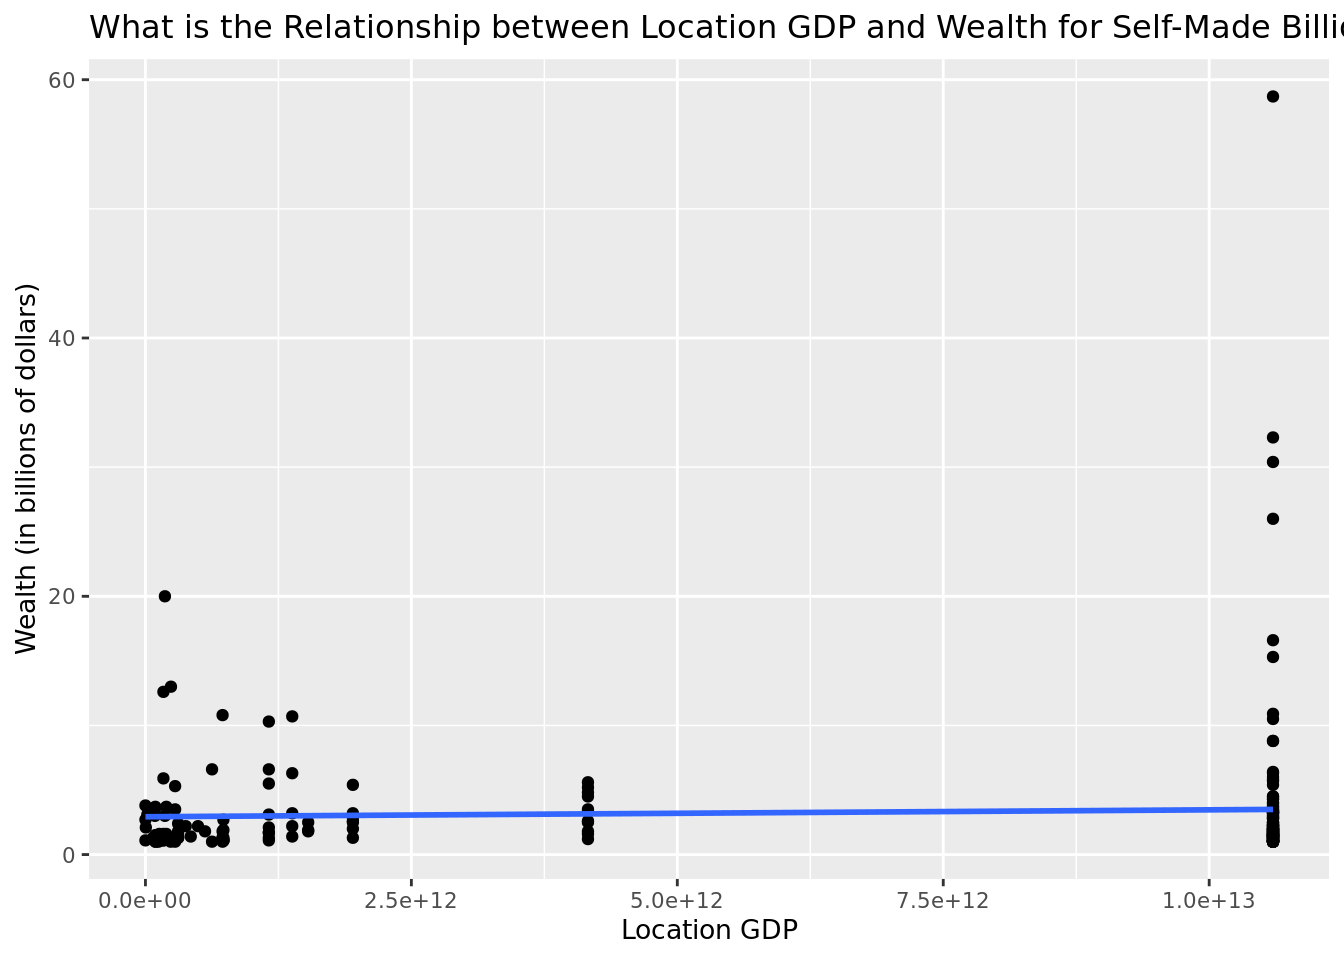 What is the Relationship between Location GDP and Wealth for Self-Made Billi
60
40
20
0
Wealth (in billions of dollars)
0.0e+00 2.5e+12 5.0e+12 7.5e+12 1.0e+13
Location GDP